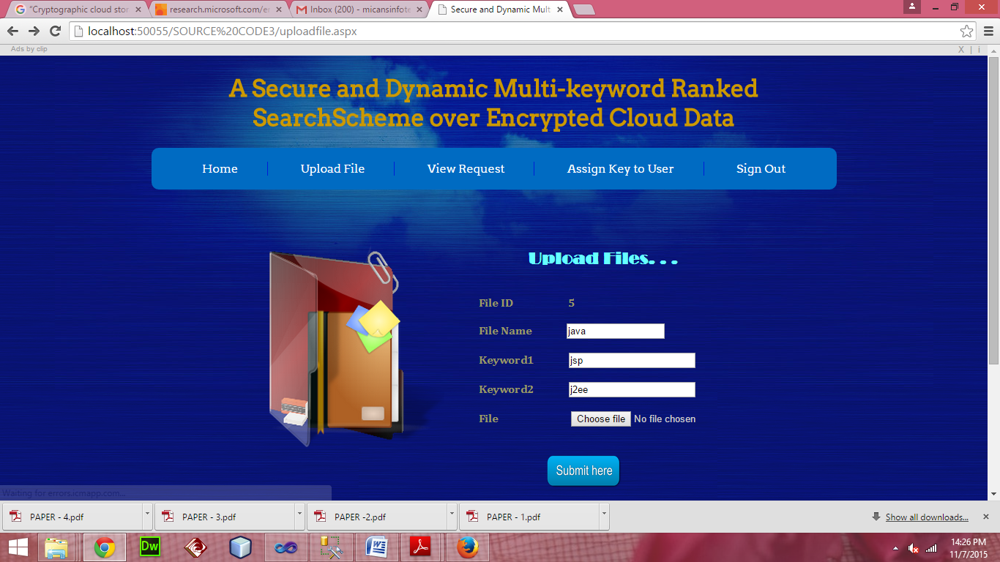 "Cryptographic cloud stor
research.microsoft.com/e
Inbox (200) - micansinfote
Secure and Dynamic Mult
localhost:50055/SOURCE%20CODE3/uploadfile.aspx
Ads by clip
X | i
A Secure and Dynamic Multi-keyword Ranked
SearchScheme over Encrypted Cloud Data
Home
Upload File
View Request
Assign Key to User
Sign Out
Upload Files. . .
File ID 5
File Name java
Keyword1 jsp
Keyword2 j2ee
File Choose file No file chosen
Submit here
Waiting for errors.icmapp.com...
PAPER - 4.pdf
PAPER - 3.pdf
PAPER -2.pdf
PAPER - 1.pdf
Show all downloads...
Dw
14:26 PM
11/7/2015